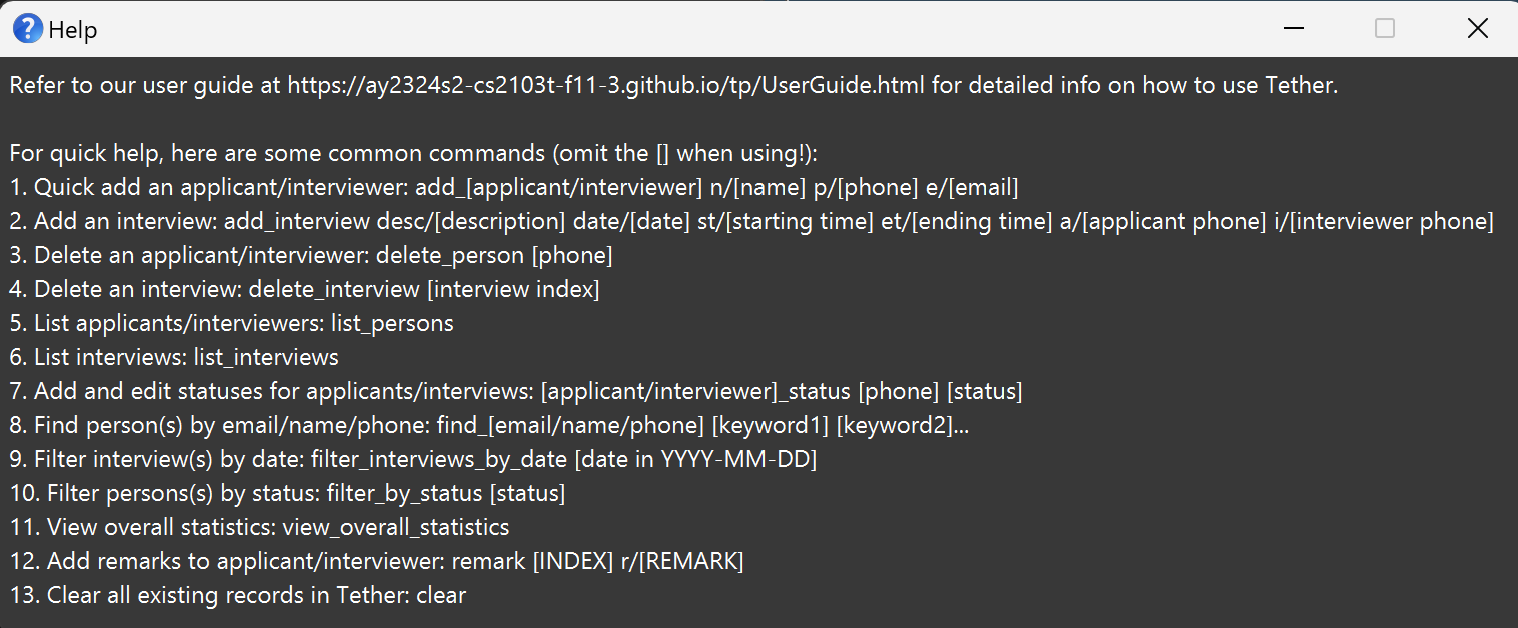 Help
Refer to our user guide at https://ay2324s2-cs2103t-f11-3.github.io/tp/UserGuide.html for detailed info on how to use Tether.
For quick help, here are some common commands (omit the [] when using!):
1. Quick add an applicant/interviewer: add_[applicant/interviewer] n/[name] p/[phone] e/[email]
2. Add an interview: add_interview desc/[description] date/[date] st/[starting time] et/[ending time] a/[applicant phone] i/[interviewer phone]
3. Delete an applicant/interviewer: delete_person [phone]
4. Delete an interview: delete_interview [interview index]
5. List applicants/interviewers: list_persons
6. List interviews: list_interviews
7. Add and edit statuses for applicants/interviews: [applicant/interviewer]_status [phone] [status]
8. Find person(s) by email/name/phone: find_[email/name/phone] [keyword1] [keyword2]...
9. Filter interview(s) by date: filter_interviews_by_date [date in YYYY-MM-DD]
10. Filter persons(s) by status: filter_by_status [status]
11. View overall statistics: view_overall_statistics
12. Add remarks to applicant/interviewer: remark [INDEX] r/[REMARK]
13. Clear all existing records in Tether: clear